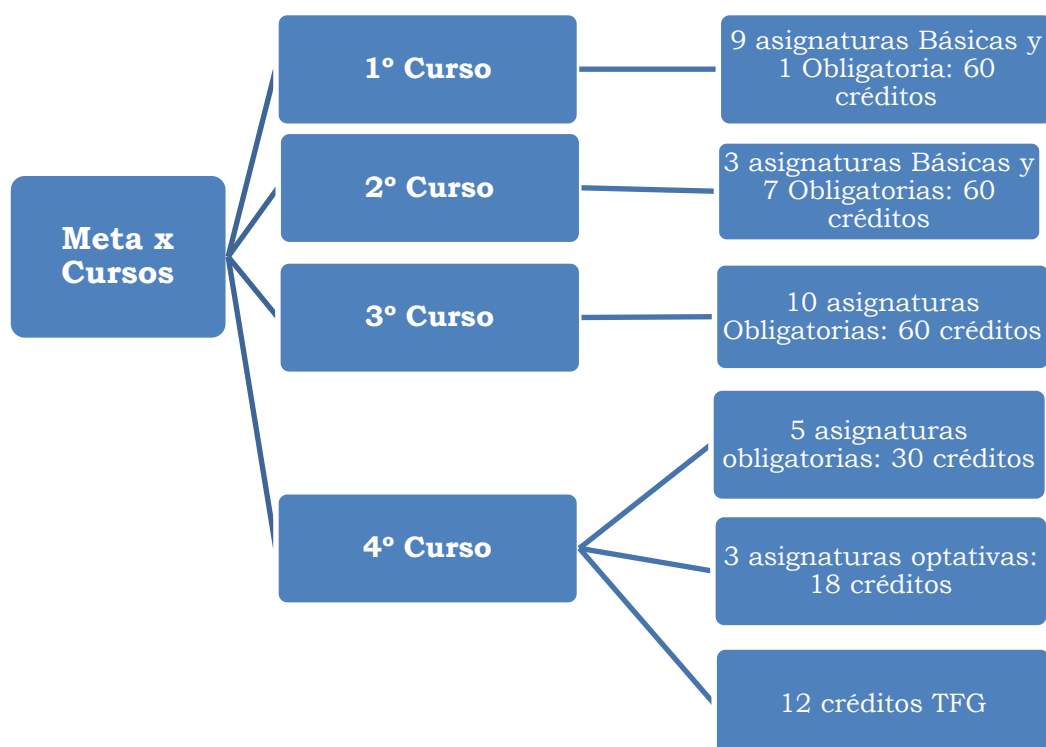 Meta x
Cursos
1º Curso
9 asignaturas Básicas y
1 Obligatoria: 60
créditos
2º Curso
3 asignaturas Básicas y
7 Obligatorias: 60
créditos
3º Curso
10 asignaturas
Obligatorias: 60 créditos
4º Curso
5 asignaturas
obligatorias: 30 créditos
3 asignaturas optativas:
18 créditos
12 créditos TFG